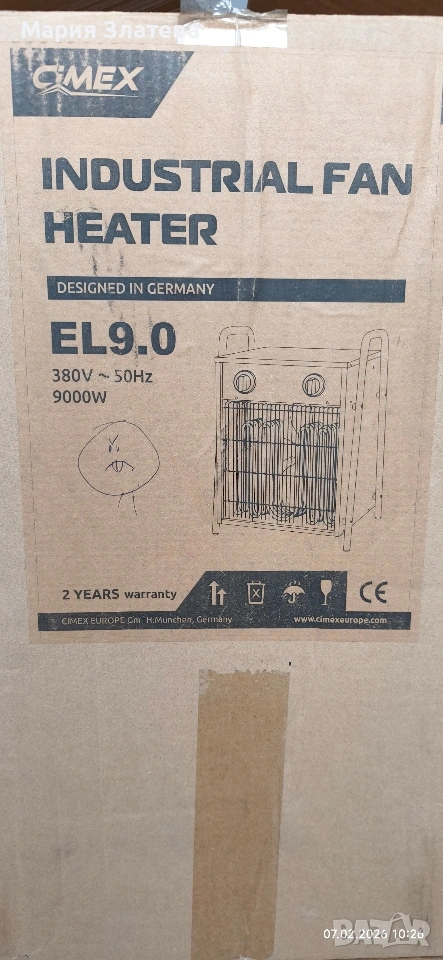 Мария Златева
CIMEX
INDUSTRIAL FAN
HEATER
DESIGNED IN GERMANY
EL9.0
380V ~ 50Hz
9000W
2 YEARS warranty
CE
CIMEX EUROPE Gm H.Munchen, Germany
www.cimexeurope.com
07.02.2026 10:26
BAZAR